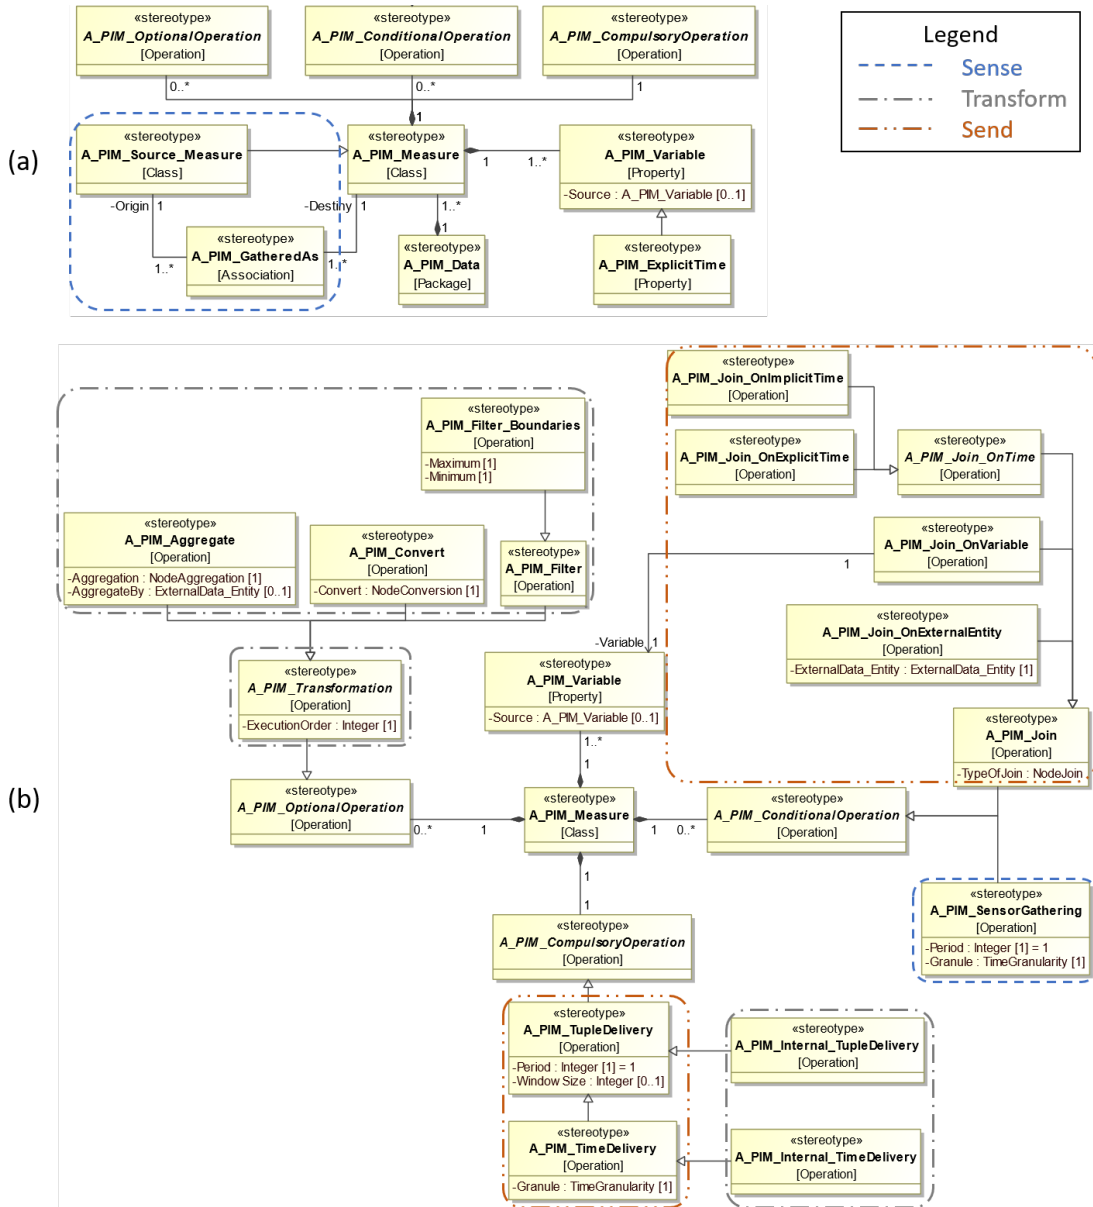 «stereotype»
A_PIM_OptionalOperation
[Operation]
«stereotype»
A_PIM_ConditionalOperation
[Operation]
«stereotype»
A_PIM_CompulsoryOperation
[Operation]
Legend
Sense
Transform
Send
0..*
0..*
1
1
(a)
«stereotype»
A_PIM_Source_Measure
[Class]
«stereotype»
A_PIM_Measure
[Class]
1
1..*
«stereotype»
A_PIM_Variable
[Property]
-Source : A_PIM_Variable [0..1]
-Origin
1
-Destiny
1
1..*
1
«stereotype»
A_PIM_GatheredAs
[Association]
1..*
1..*
«stereotype»
A_PIM_Data
[Package]
«stereotype»
A_PIM_ExplicitTime
[Property]
(b)
«stereotype»
A_PIM_Join_OnImplicitTime
[Operation]
«stereotype»
A_PIM_Filter_Boundaries
[Operation]
-Maximum [1]
-Minimum [1]
«stereotype»
A_PIM_Join_OnExplicitTime
[Operation]
«stereotype»
A_PIM_Join_OnTime
[Operation]
«stereotype»
A_PIM_Aggregate
[Operation]
-Aggregation : NodeAggregation [1]
-AggregateBy : ExternalData_Entity [0..1]
«stereotype»
A_PIM_Convert
[Operation]
-Convert : NodeConversion [1]
«stereotype»
A_PIM_Filter
[Operation]
«stereotype»
A_PIM_Join_OnVariable
[Operation]
1
«stereotype»
A_PIM_Join_OnExternalEntity
[Operation]
-ExternalData_Entity : ExternalData_Entity [1]
-Variable
1
«stereotype»
A_PIM_Transformation
[Operation]
-ExecutionOrder : Integer [1]
«stereotype»
A_PIM_Variable
[Property]
-Source : A_PIM_Variable [0..1]
1..*
1
«stereotype»
A_PIM_Join
[Operation]
-TypeOfJoin : NodeJoin
«stereotype»
A_PIM_OptionalOperation
[Operation]
0..*
1
«stereotype»
A_PIM_Measure
[Class]
1
0..*
«stereotype»
A_PIM_ConditionalOperation
[Operation]
1
1
«stereotype»
A_PIM_SensorGathering
[Operation]
-Period : Integer [1] = 1
-Granule : TimeGranularity [1]
«stereotype»
A_PIM_CompulsoryOperation
[Operation]
«stereotype»
A_PIM_TupleDelivery
[Operation]
-Period : Integer [1] = 1
-Window Size : Integer [0..1]
«stereotype»
A_PIM_Internal_TupleDelivery
[Operation]
«stereotype»
A_PIM_TimeDelivery
[Operation]
-Granule : TimeGranularity [1]
«stereotype»
A_PIM_Internal_TimeDelivery
[Operation]